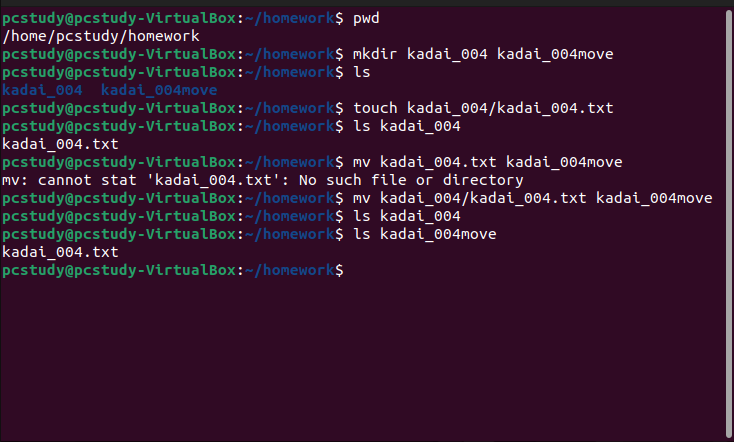 pcstudy@pcstudy-VirtualBox:~/homework$ pwd
/home/pcstudy/homework
pcstudy@pcstudy-VirtualBox:~/homework$ mkdir kadai_004 kadai_004move
pcstudy@pcstudy-VirtualBox:~/homework$ ls
kadai_004  kadai_004move
pcstudy@pcstudy-VirtualBox:~/homework$ touch kadai_004/kadai_004.txt
pcstudy@pcstudy-VirtualBox:~/homework$ ls kadai_004
kadai_004.txt
pcstudy@pcstudy-VirtualBox:~/homework$ mv kadai_004.txt kadai_004move
mv: cannot stat 'kadai_004.txt': No such file or directory
pcstudy@pcstudy-VirtualBox:~/homework$ mv kadai_004/kadai_004.txt kadai_004move
pcstudy@pcstudy-VirtualBox:~/homework$ ls kadai_004
pcstudy@pcstudy-VirtualBox:~/homework$ ls kadai_004move
kadai_004.txt
pcstudy@pcstudy-VirtualBox:~/homework$